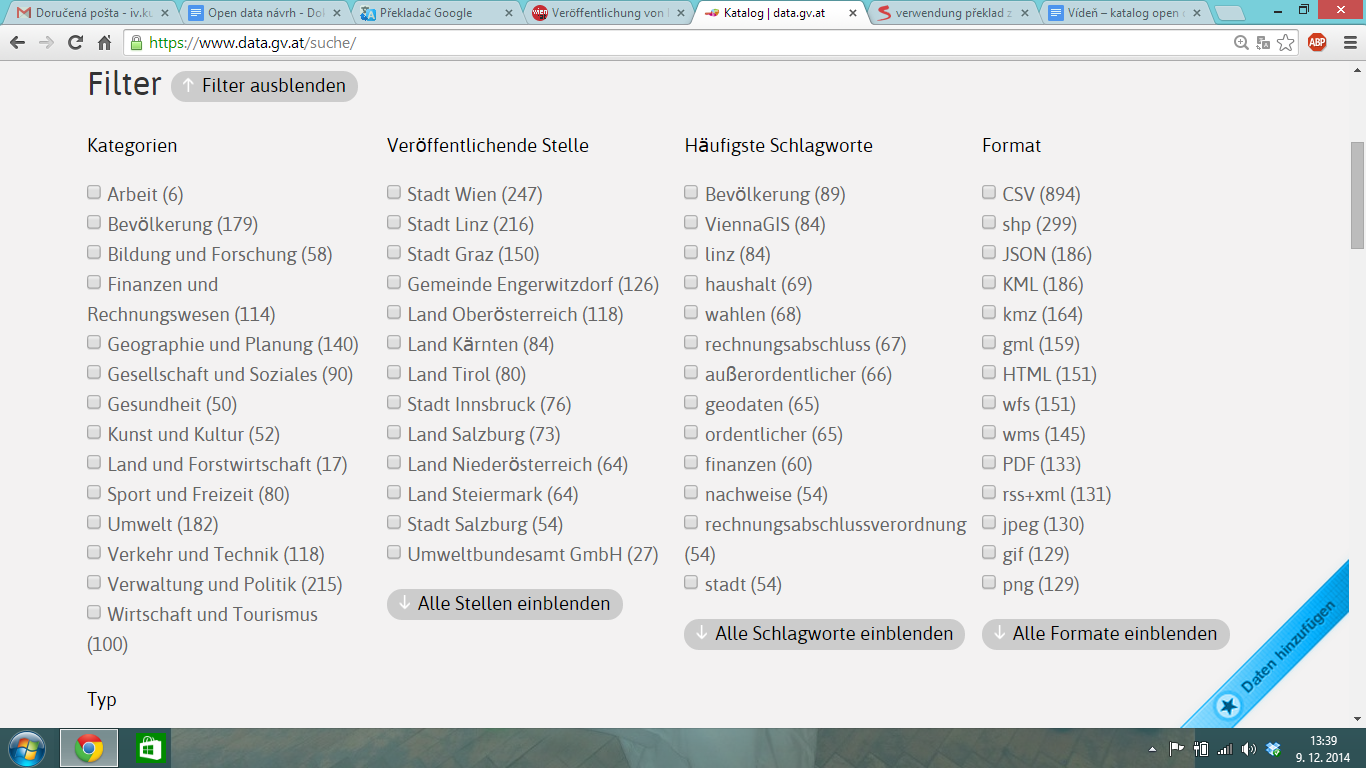 Doručená pošta - iv.ku
Open data návrh - Dok
Překladač Google
Veröffentlichung von
Katalog | data.gv.at
verwendung překlad z
Vídeň – katalog open
https://www.data.gv.at/suche/
ABP
Filter
Filter ausblenden
Kategorien
Arbeit (6)
Bevölkerung (179)
Bildung und Forschung (58)
Finanzen und
Rechnungswesen (114)
Geographie und Planung (140)
Gesellschaft und Soziales (90)
Gesundheit (50)
Kunst und Kultur (52)
Land und Forstwirtschaft (17)
Sport und Freizeit (80)
Umwelt (182)
Verkehr und Technik (118)
Verwaltung und Politik (215)
Wirtschaft und Tourismus
(100)
Typ
Veröffentlichende Stelle
Stadt Wien (247)
Stadt Linz (216)
Stadt Graz (150)
Gemeinde Engerwitzdorf (126)
Land Oberösterreich (118)
Land Kärnten (84)
Land Tirol (80)
Stadt Innsbruck (76)
Land Salzburg (73)
Land Niederösterreich (64)
Land Steiermark (64)
Stadt Salzburg (54)
Umweltbundesamt GmbH (27)
Alle Stellen einblenden
Häufigste Schlagworte
Bevölkerung (89)
ViennaGIS (84)
linz (84)
haushalt (69)
wahlen (68)
rechnungsabschluss (67)
außerordentlicher (66)
geodaten (65)
ordentlicher (65)
finanzen (60)
nachweise (54)
rechnungsabschlussverordnung
(54)
stadt (54)
Alle Schlagworte einblenden
Format
CSV (894)
shp (299)
JSON (186)
KML (186)
kmz (164)
gml (159)
HTML (151)
wfs (151)
wms (145)
PDF (133)
rss+xml (131)
jpeg (130)
gif (129)
png (129)
Alle Formate einblenden
Daten hinzufügen
13:39
9. 12. 2014